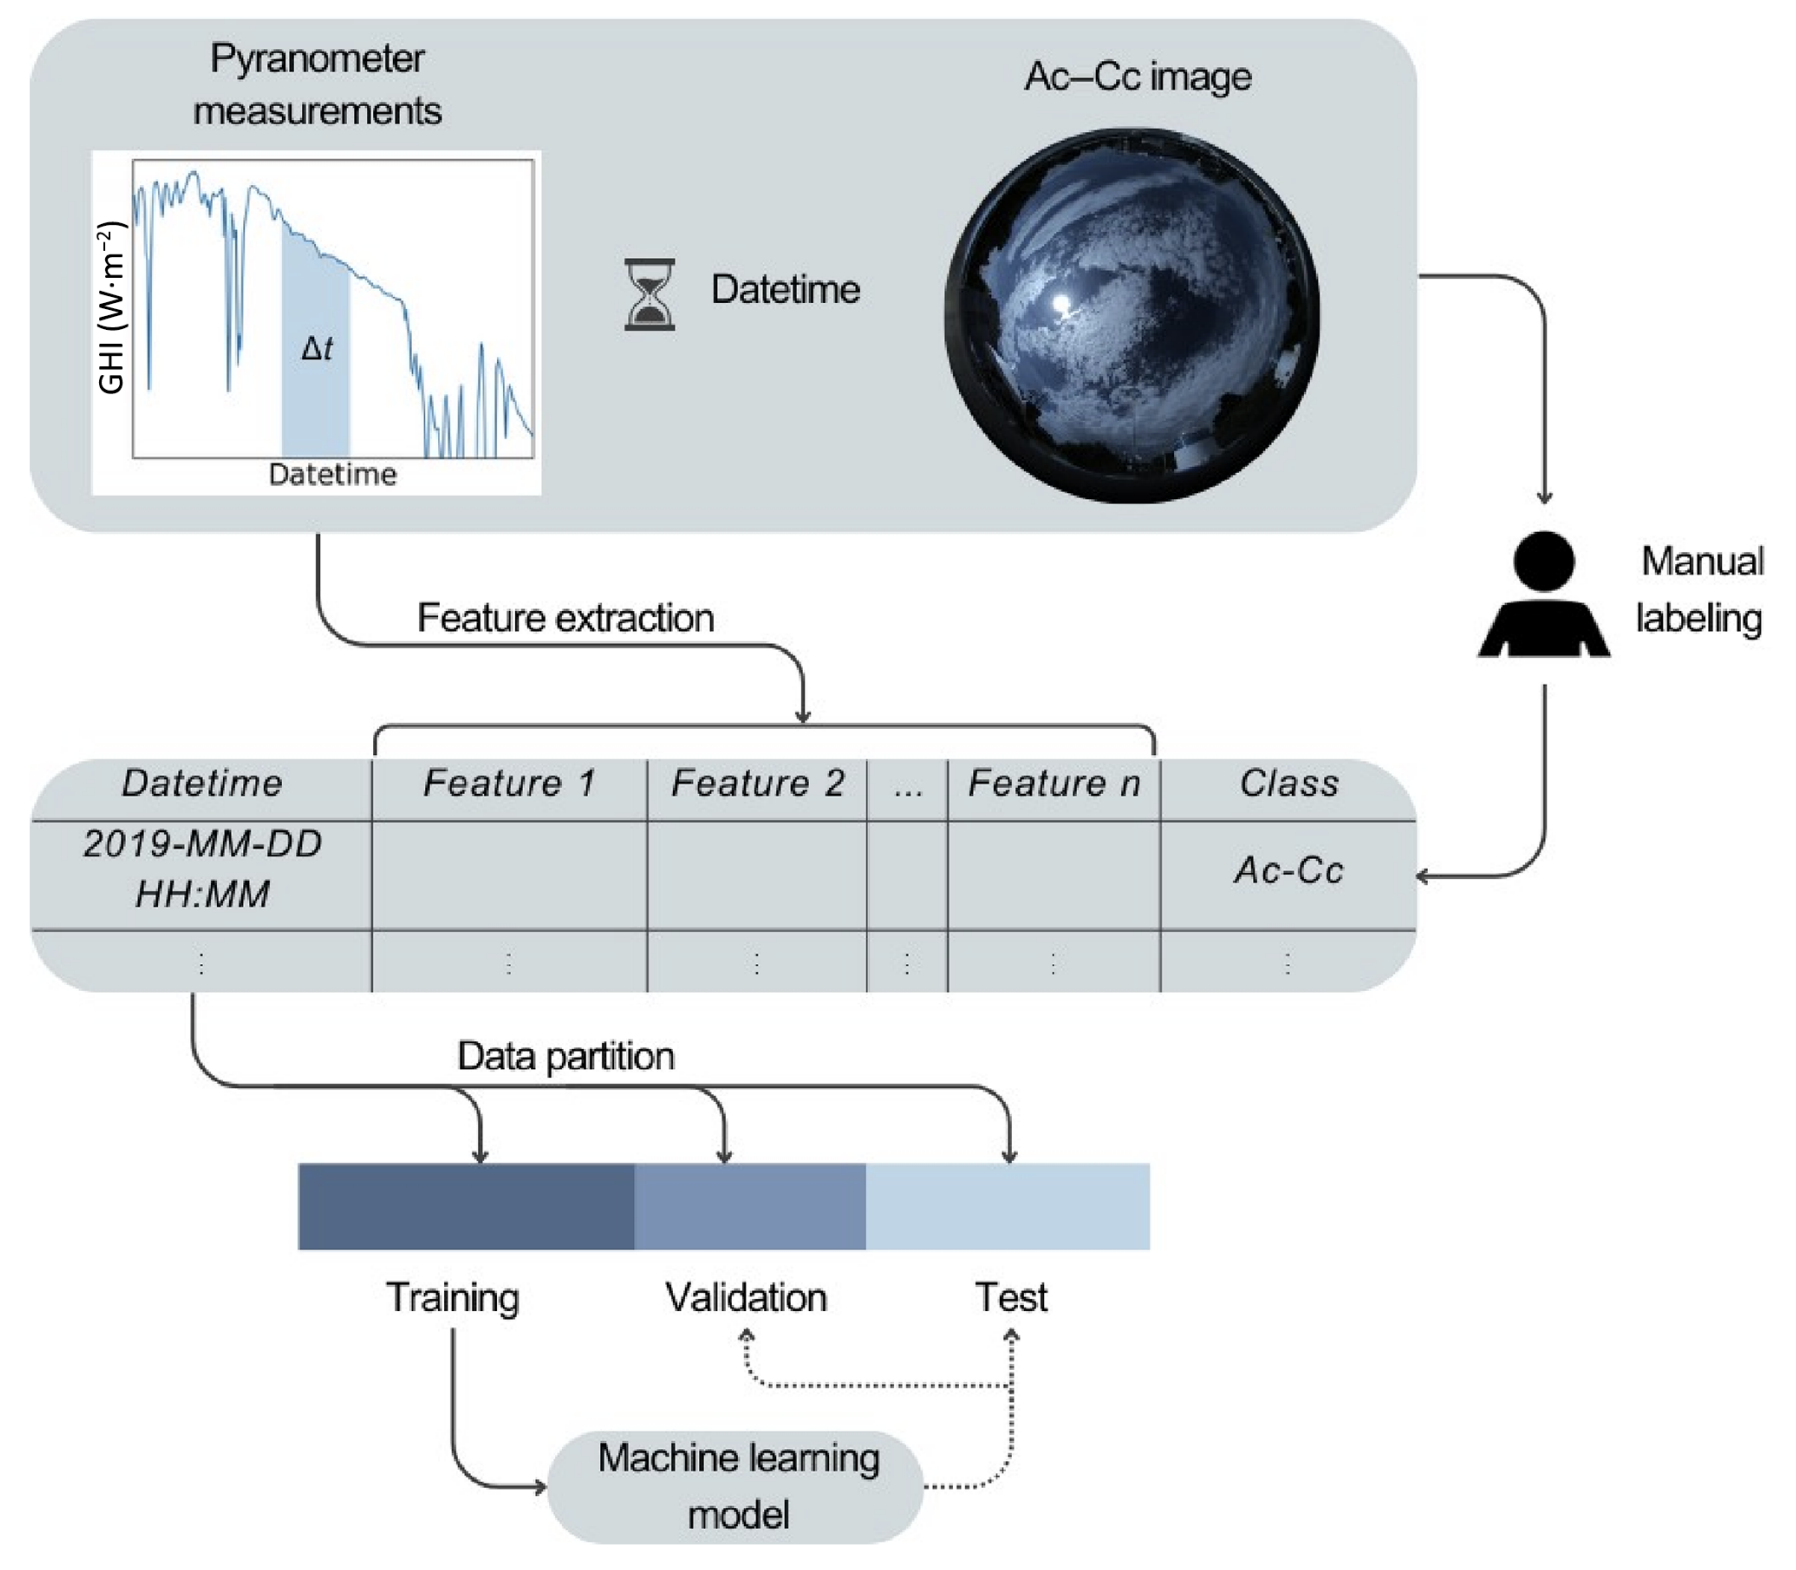 Pyranometer
measurements
Ac–Cc image
GHI (W·m⁻²)
Δt
Datetime
Datetime
Manual
labeling
Feature extraction
Datetime Feature 1 Feature 2 ... Feature n Class
2019-MM-DD
HH:MM
Ac-Cc
⋮ ⋮ ⋮ ⋮ ⋮ ⋮
Data partition
Training Validation Test
Machine learning
model